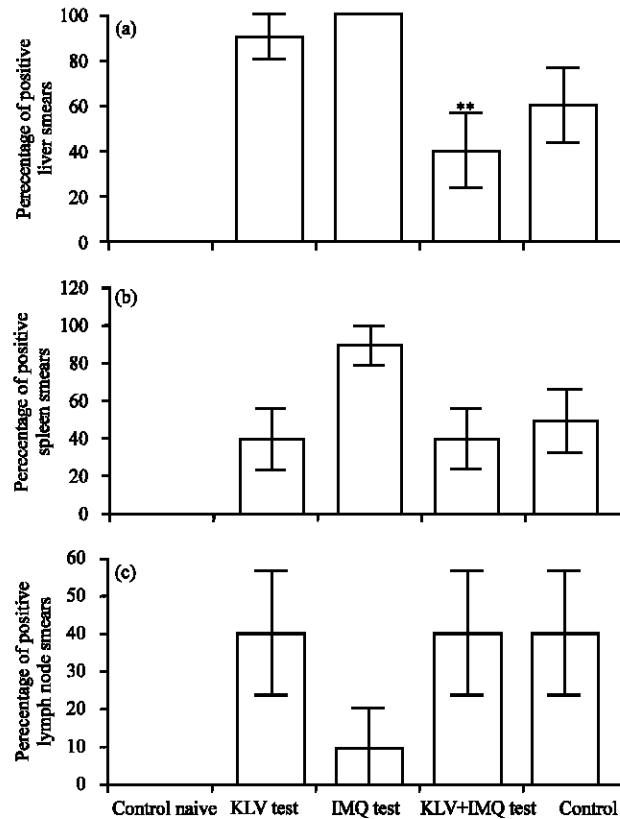 (a)
Perecentage of positive
liver smears
100
80
60
40
20
0
**
(b)
Perecentage of positive
spleen smears
120
100
80
60
40
20
0
(c)
Perecentage of positive
lymph node smears
60
50
40
30
20
10
0
Control naive KLV test IMQ test KLV+IMQ test Control